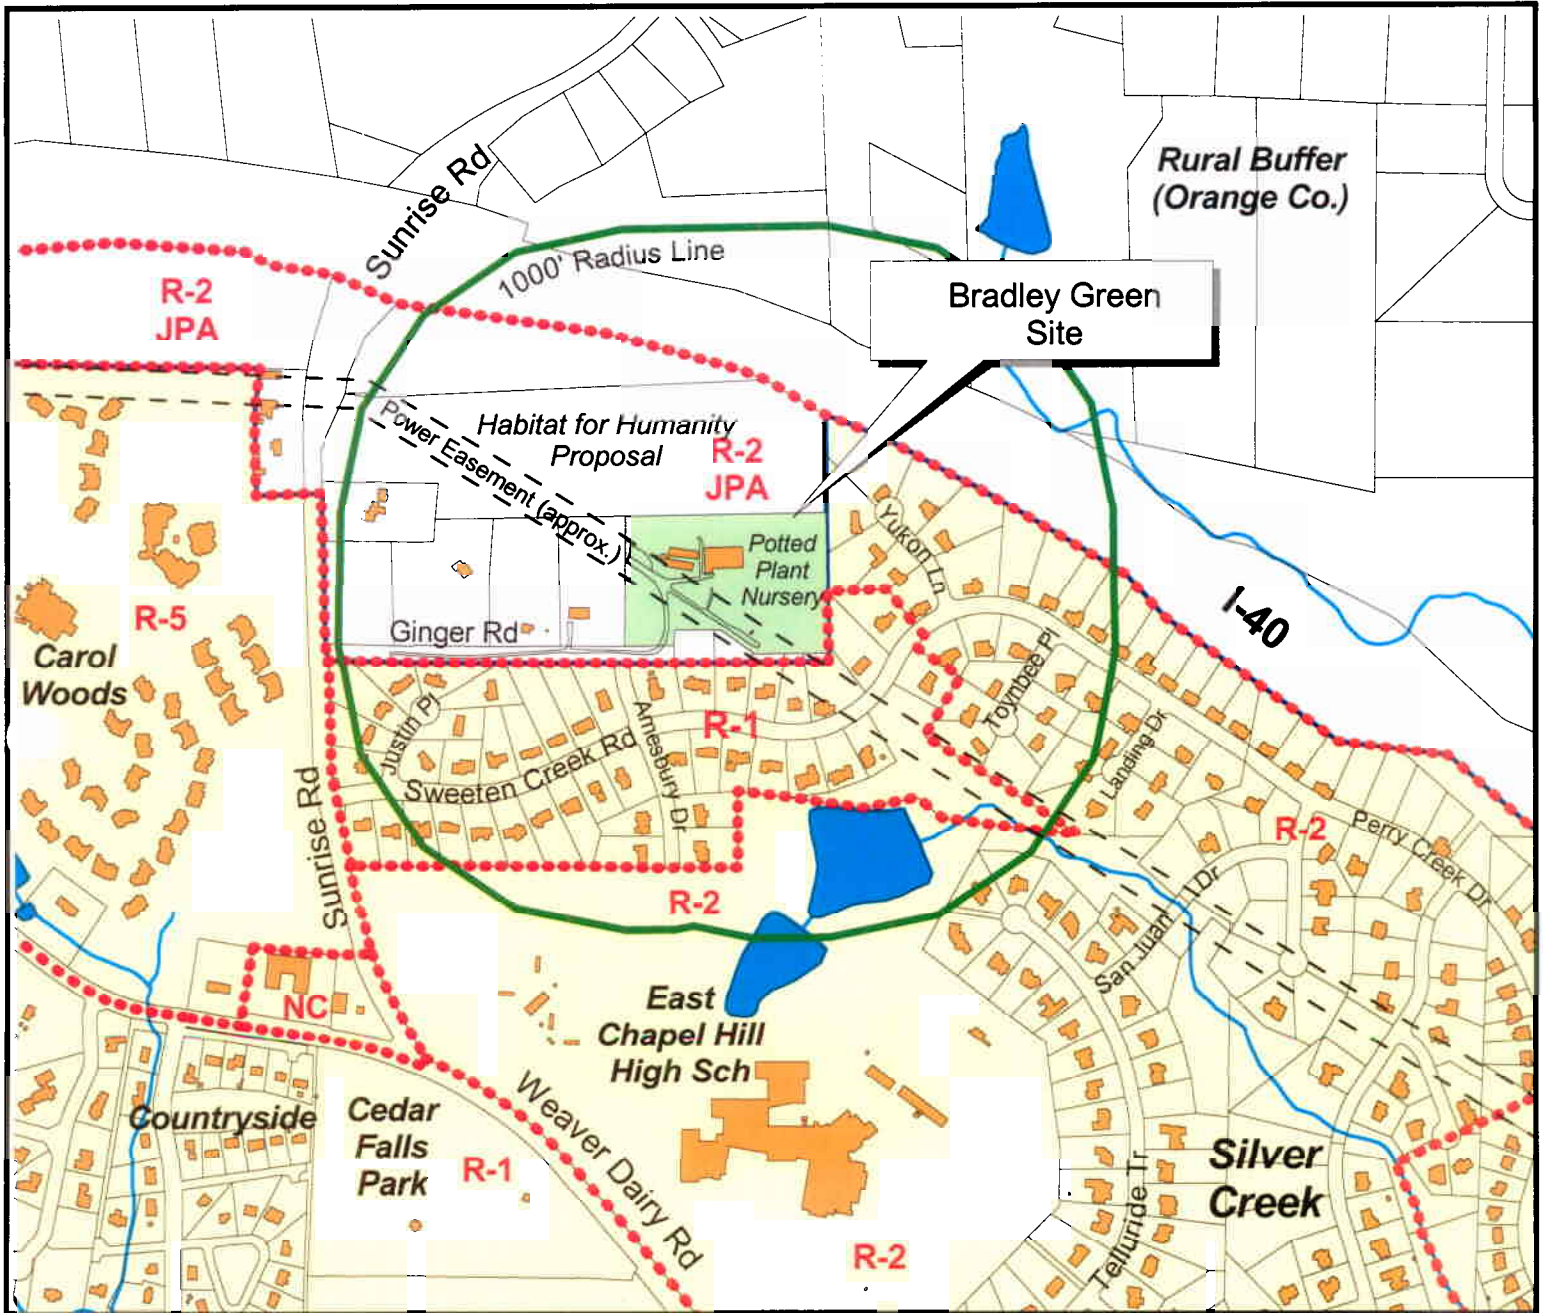 Rural Buffer
(Orange Co.)
Sunrise Rd
1000' Radius Line
R-2
JPA
Bradley Green
Site
Habitat for Humanity
Proposal
R-2
JPA
Power Easement (approx.)
Potted
Plant
Nursery
Yukon Ln
I-40
R-5
Ginger Rd
Carol
Woods
Toynbee Pl
Justin Pl
Amesbury Dr
R-1
Landing Dr
Sweeten Creek Rd
Sunrise Rd
R-2
Perry Creek Dr
R-2
San Juan Dr
NC
East
Chapel Hill
High Sch
Countryside
Cedar
Falls
Park
R-1
Weaver Dairy Rd
Silver
Creek
Telluride Tr
R-2